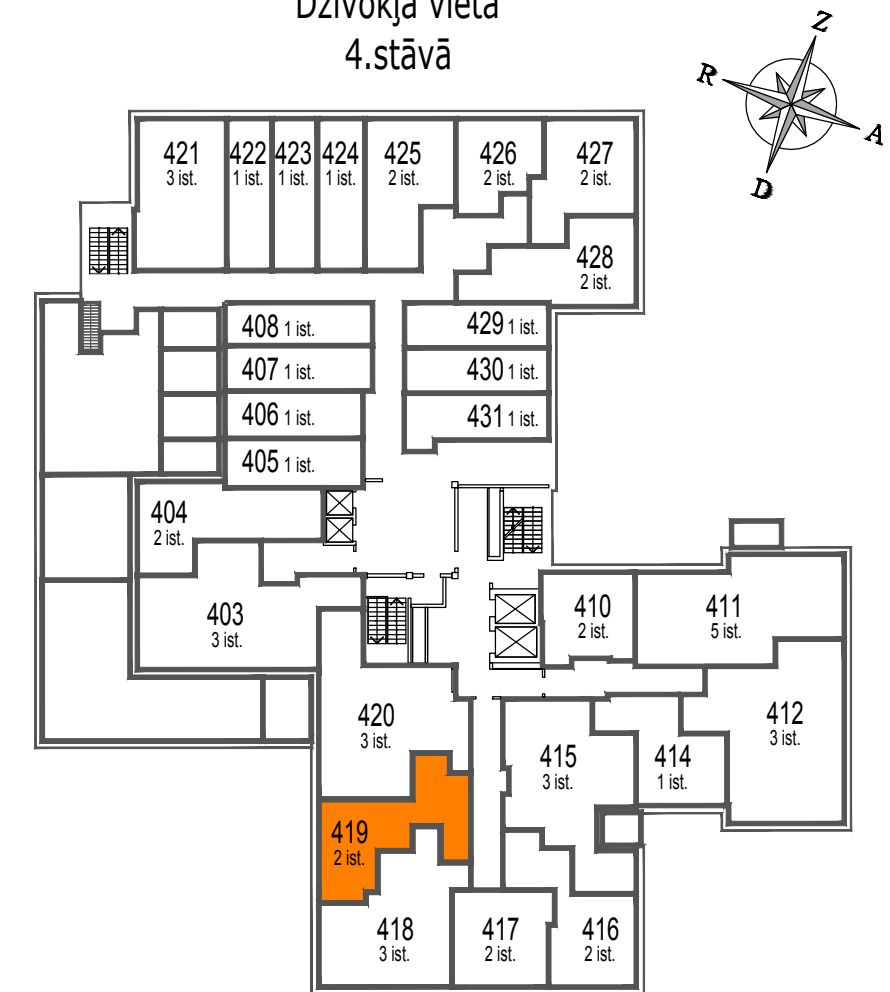 Dzīvokļa vieta
4.stāvā
Z
R
A
D
421
3 ist.
422
1 ist.
423
1 ist.
424
1 ist.
425
2 ist.
426
2 ist.
427
2 ist.
428
2 ist.
408 1 ist.
429 1 ist.
407 1 ist.
430 1 ist.
406 1 ist.
431 1 ist.
405 1 ist.
404
2 ist.
403
3 ist.
410
2 ist.
411
5 ist.
420
3 ist.
415
3 ist.
414
1 ist.
412
3 ist.
419
2 ist.
418
3 ist.
417
2 ist.
416
2 ist.